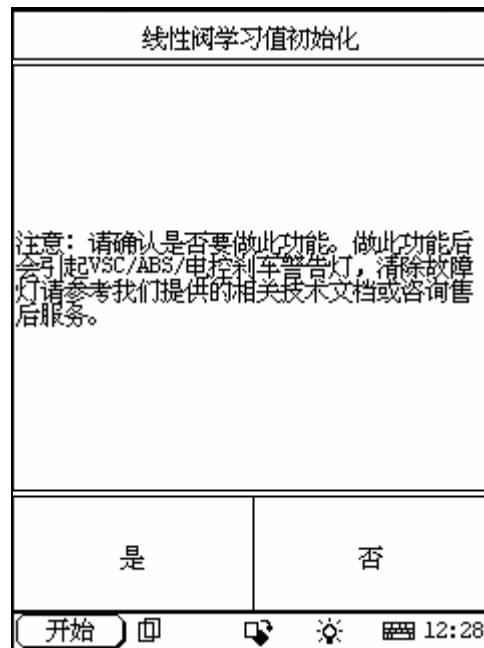 线性阀学习值初始化
注意：请确认是否要做此功能。做此功能后
会引起VSC/ABS/电控刹车警告灯，清除故障
灯请参考我们提供的相关技术文档或咨询售
后服务。
是
否
开始
12:28